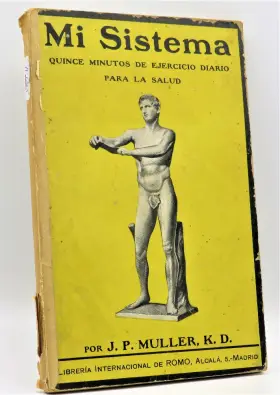 Mi Sistema
QUINCE MINUTOS DE EJERCICIO DIARIO
PARA LA SALUD
POR J. P. MULLER, K. D.
LIBRERÍA INTERNACIONAL DE ROMO, ALCALÁ, 5.-MADRID